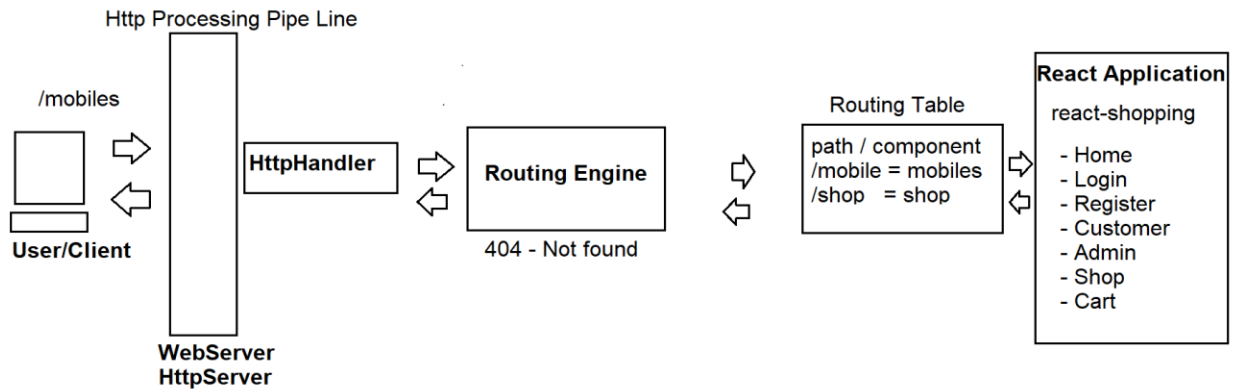 Http Processing Pipe Line
/mobiles
User/Client
WebServer
HttpServer
HttpHandler
Routing Engine
404 - Not found
Routing Table
path / component
/mobile = mobiles
/shop = shop
React Application
react-shopping
- Home
- Login
- Register
- Customer
- Admin
- Shop
- Cart